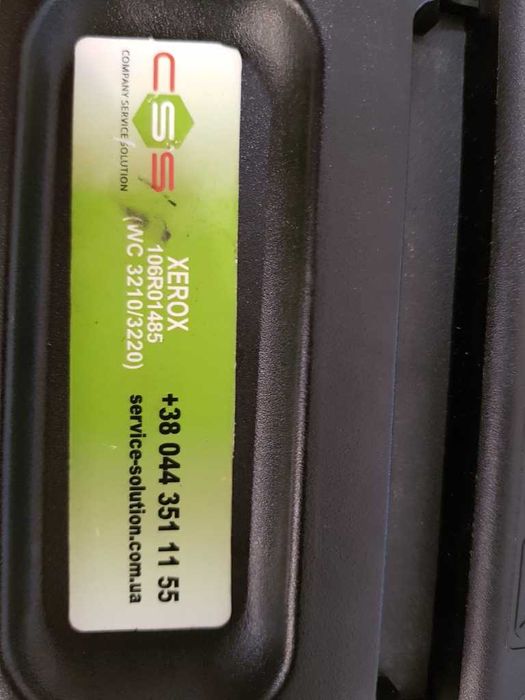 CSS
COMPANY SERVICE SOLUTION
XEROX
106R01485
(WC 3210/3220)
+38 044 351 11 55
service-solution.com.ua